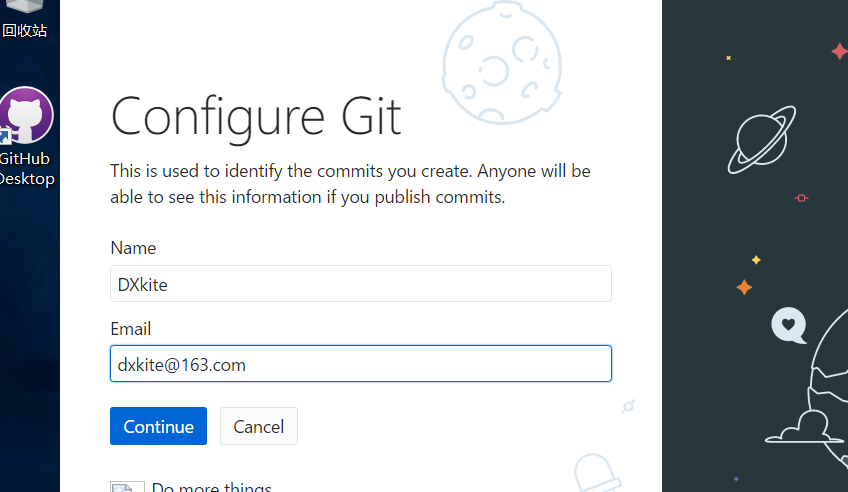 回收站
GitHub
Desktop
Configure Git
This is used to identify the commits you create. Anyone will be
able to see this information if you publish commits.
Name
DXkite
Email
dxkite@163.com
Continue
Cancel
Do more things